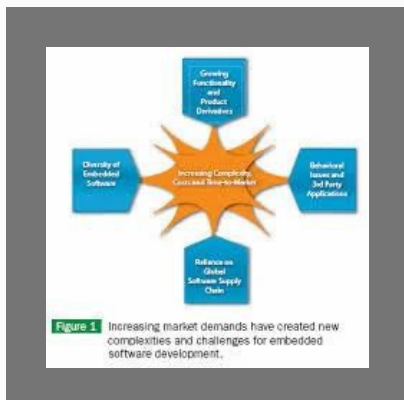 Growing
Functionality
and
Product
Derivatives
Diversity of
Embedded
Software
Increasing Complexity,
Costs and Time-to-Market
Behavioral
Issues and
3rd Party
Applications
Reliance on
Global
Software Supply
Chain
Figure 1 Increasing market demands have created new
complexities and challenges for embedded
software development.